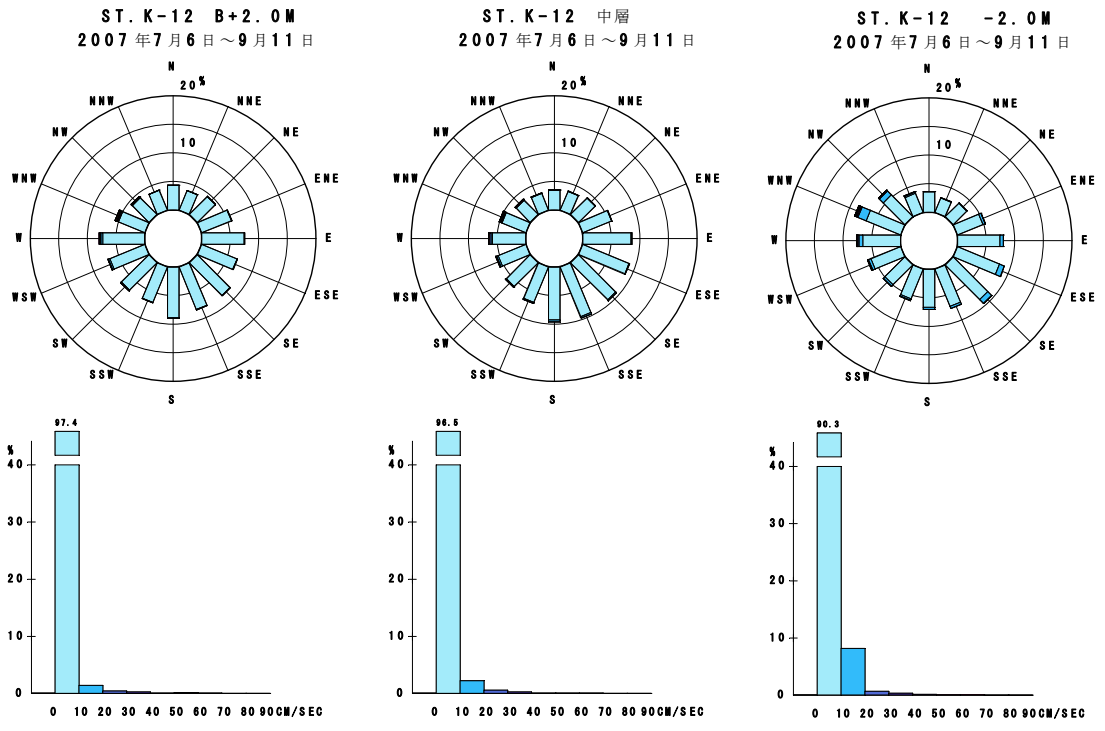 ST.K-12 B+2.0M
2007年7月6日～9月11日
N
20%
NNW
NNE
NW
NE
10
WNW
ENE
W
E
WSW
ESE
SW
SE
SSW
SSE
S
97.4
%
40
30
20
10
0
0 10 20 30 40 50 60 70 80 90CM/SEC
ST.K-12 中層
2007年7月6日～9月11日
N
20%
NNW
NNE
NW
NE
10
WNW
ENE
W
E
WSW
ESE
SW
SE
SSW
SSE
S
96.5
%
40
30
20
10
0
0 10 20 30 40 50 60 70 80 90CM/SEC
ST.K-12 -2.0M
2007年7月6日～9月11日
N
20%
NNW
NNE
NW
NE
10
WNW
ENE
W
E
WSW
ESE
SW
SE
SSW
SSE
S
90.3
%
40
30
20
10
0
0 10 20 30 40 50 60 70 80 90CM/SEC